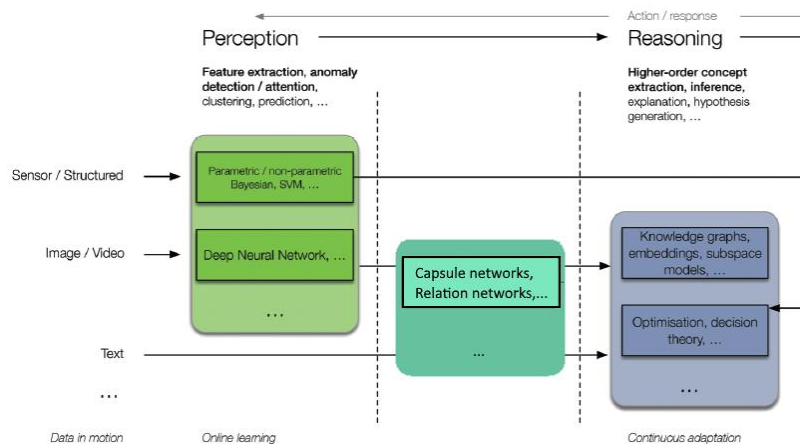 Action / response
Perception
Reasoning
Feature extraction, anomaly
detection / attention,
clustering, prediction, ...
Higher-order concept
extraction, inference,
explanation, hypothesis
generation, ...
Sensor / Structured
Parametric / non-parametric
Bayesian, SVM, ...
Image / Video
Deep Neural Network, ...
...
Capsule networks,
Relation networks,...
...
Knowledge graphs,
embeddings, subspace
models, ...
Optimisation, decision
theory, ...
...
Text
...
Data in motion
Online learning
Continuous adaptation